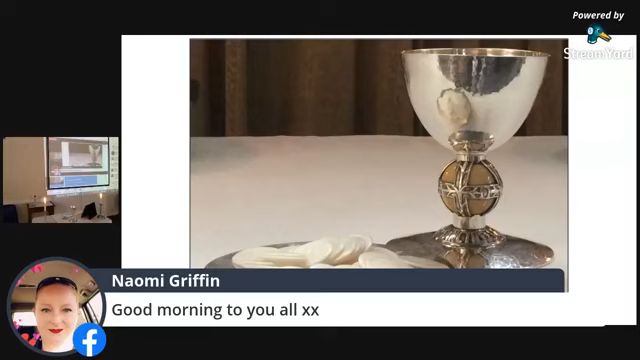 Powered by
StreamYard
Naomi Griffin
Good morning to you all xx